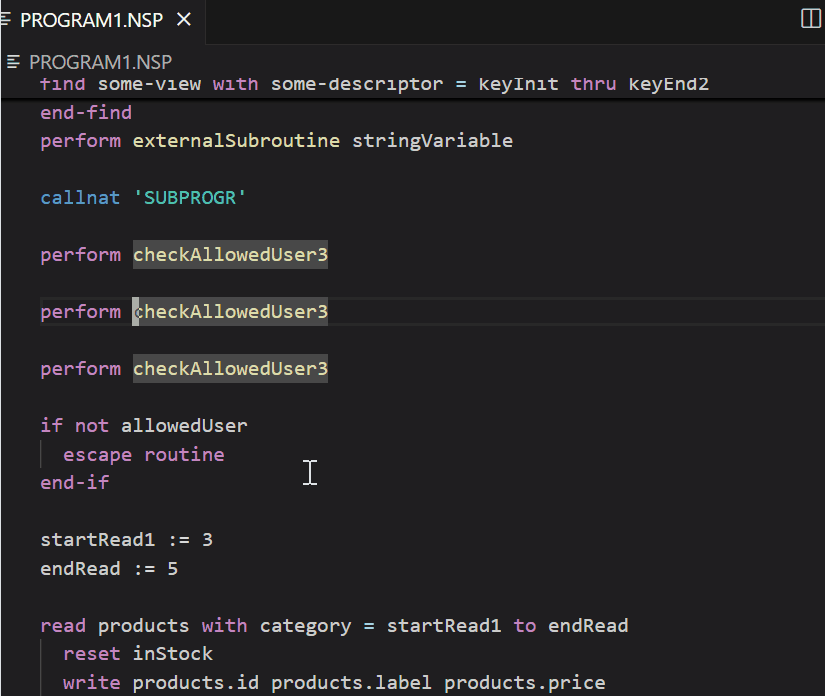 PROGRAM1.NSP
PROGRAM1.NSP
find some-view with some-descriptor = keyInit thru keyEnd2
end-find
perform externalSubroutine stringVariable
callnat 'SUBPROGR'
perform checkAllowedUser3
perform checkAllowedUser3
perform checkAllowedUser3
if not allowedUser
escape routine
end-if
startRead1 := 3
endRead := 5
read products with category = startRead1 to endRead
reset inStock
write products.id products.label products.price